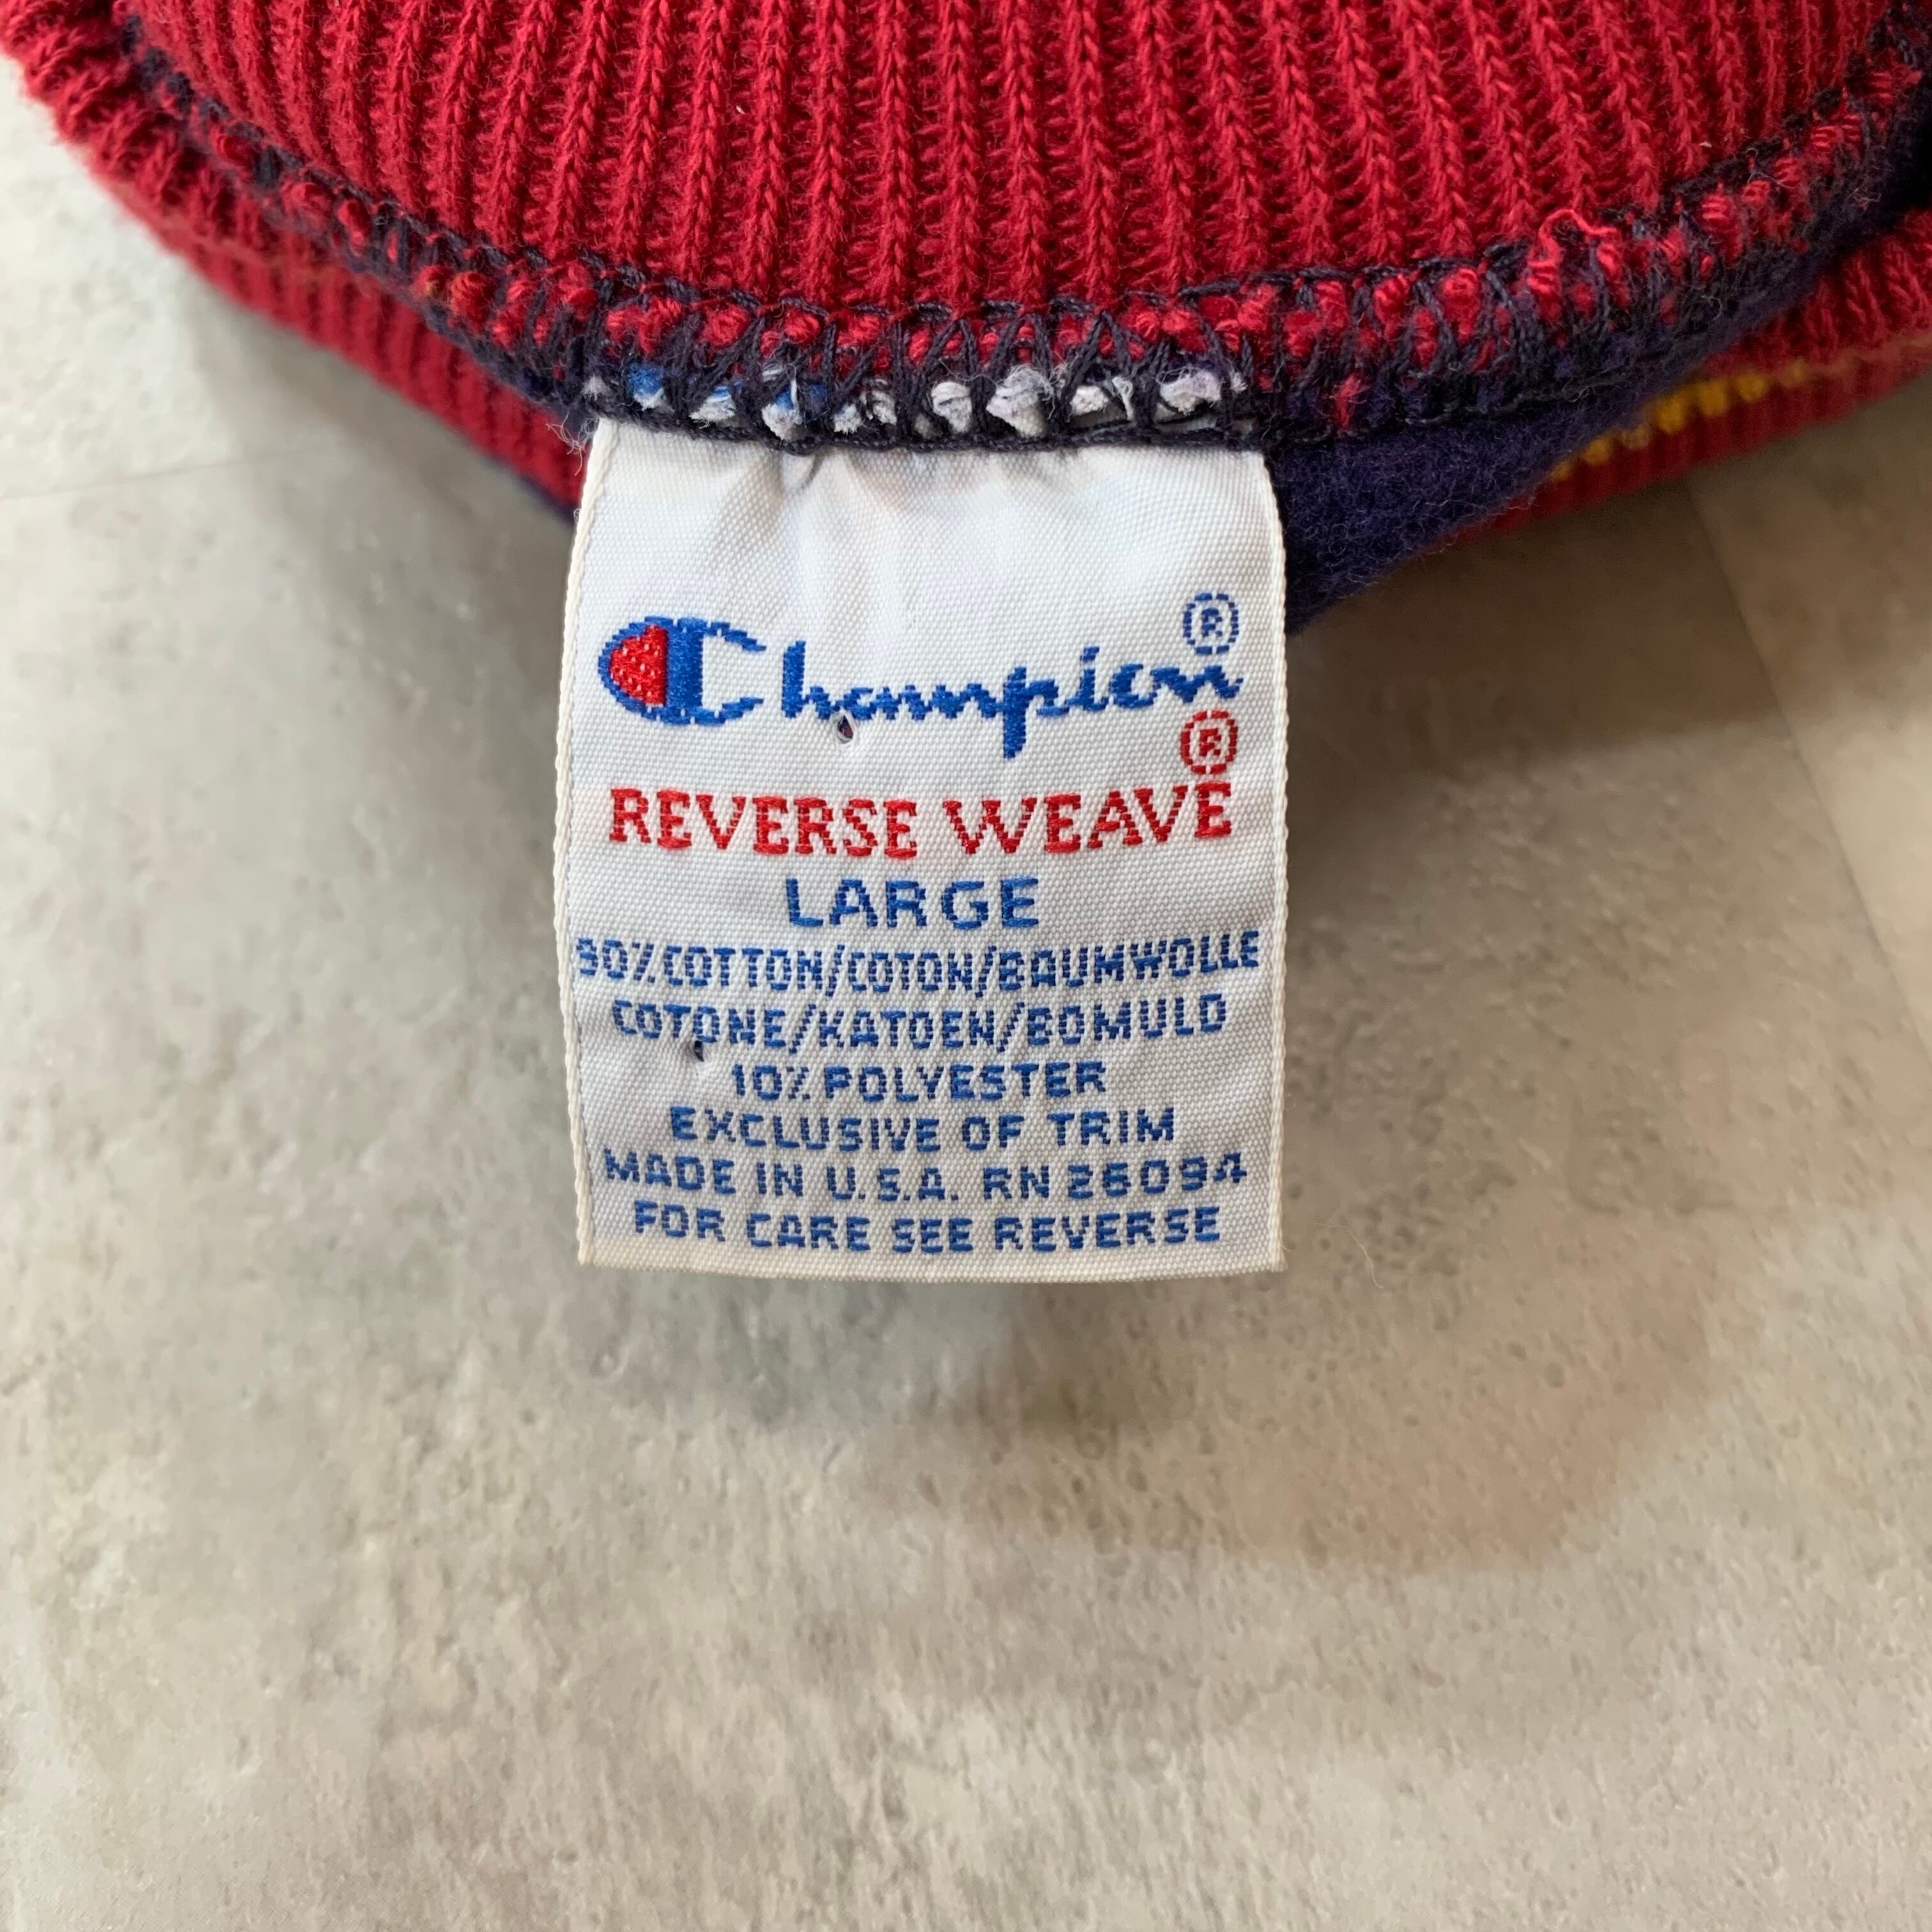 Champion®
REVERSE WEAVE®
LARGE
90% COTTON/COTON/BAUMWOLLE
COTONE/KATOEN/BOMULD
10% POLYESTER
EXCLUSIVE OF TRIM
MADE IN U.S.A. RN 26094
FOR CARE SEE REVERSE